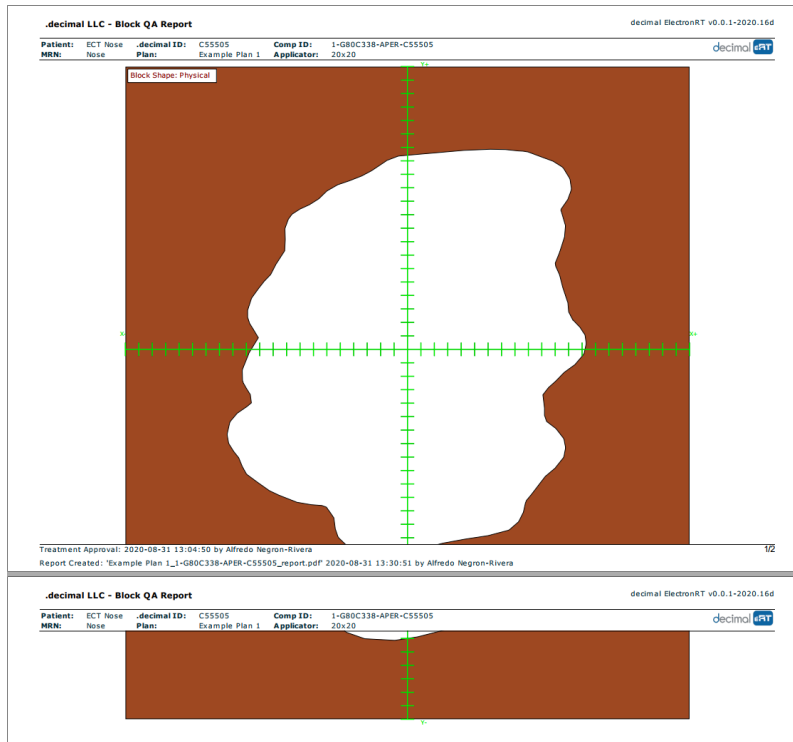 .decimal LLC - Block QA Report
decimal ElectronRT v0.0.1-2020.16d
Patient: ECT Nose .decimal ID: C55505 Comp ID: 1-G80C338-APER-C55505
MRN: Nose Plan: Example Plan 1 Applicator: 20x20
decimal eRT
Y+
Block Shape: Physical
X-
X+
Treatment Approval: 2020-08-31 13:04:50 by Alfredo Negron-Rivera
1/2
Report Created: 'Example Plan 1_1-G80C338-APER-C55505_report.pdf' 2020-08-31 13:30:51 by Alfredo Negron-Rivera
.decimal LLC - Block QA Report
decimal ElectronRT v0.0.1-2020.16d
Patient: ECT Nose .decimal ID: C55505 Comp ID: 1-G80C338-APER-C55505
MRN: Nose Plan: Example Plan 1 Applicator: 20x20
decimal eRT
Y-